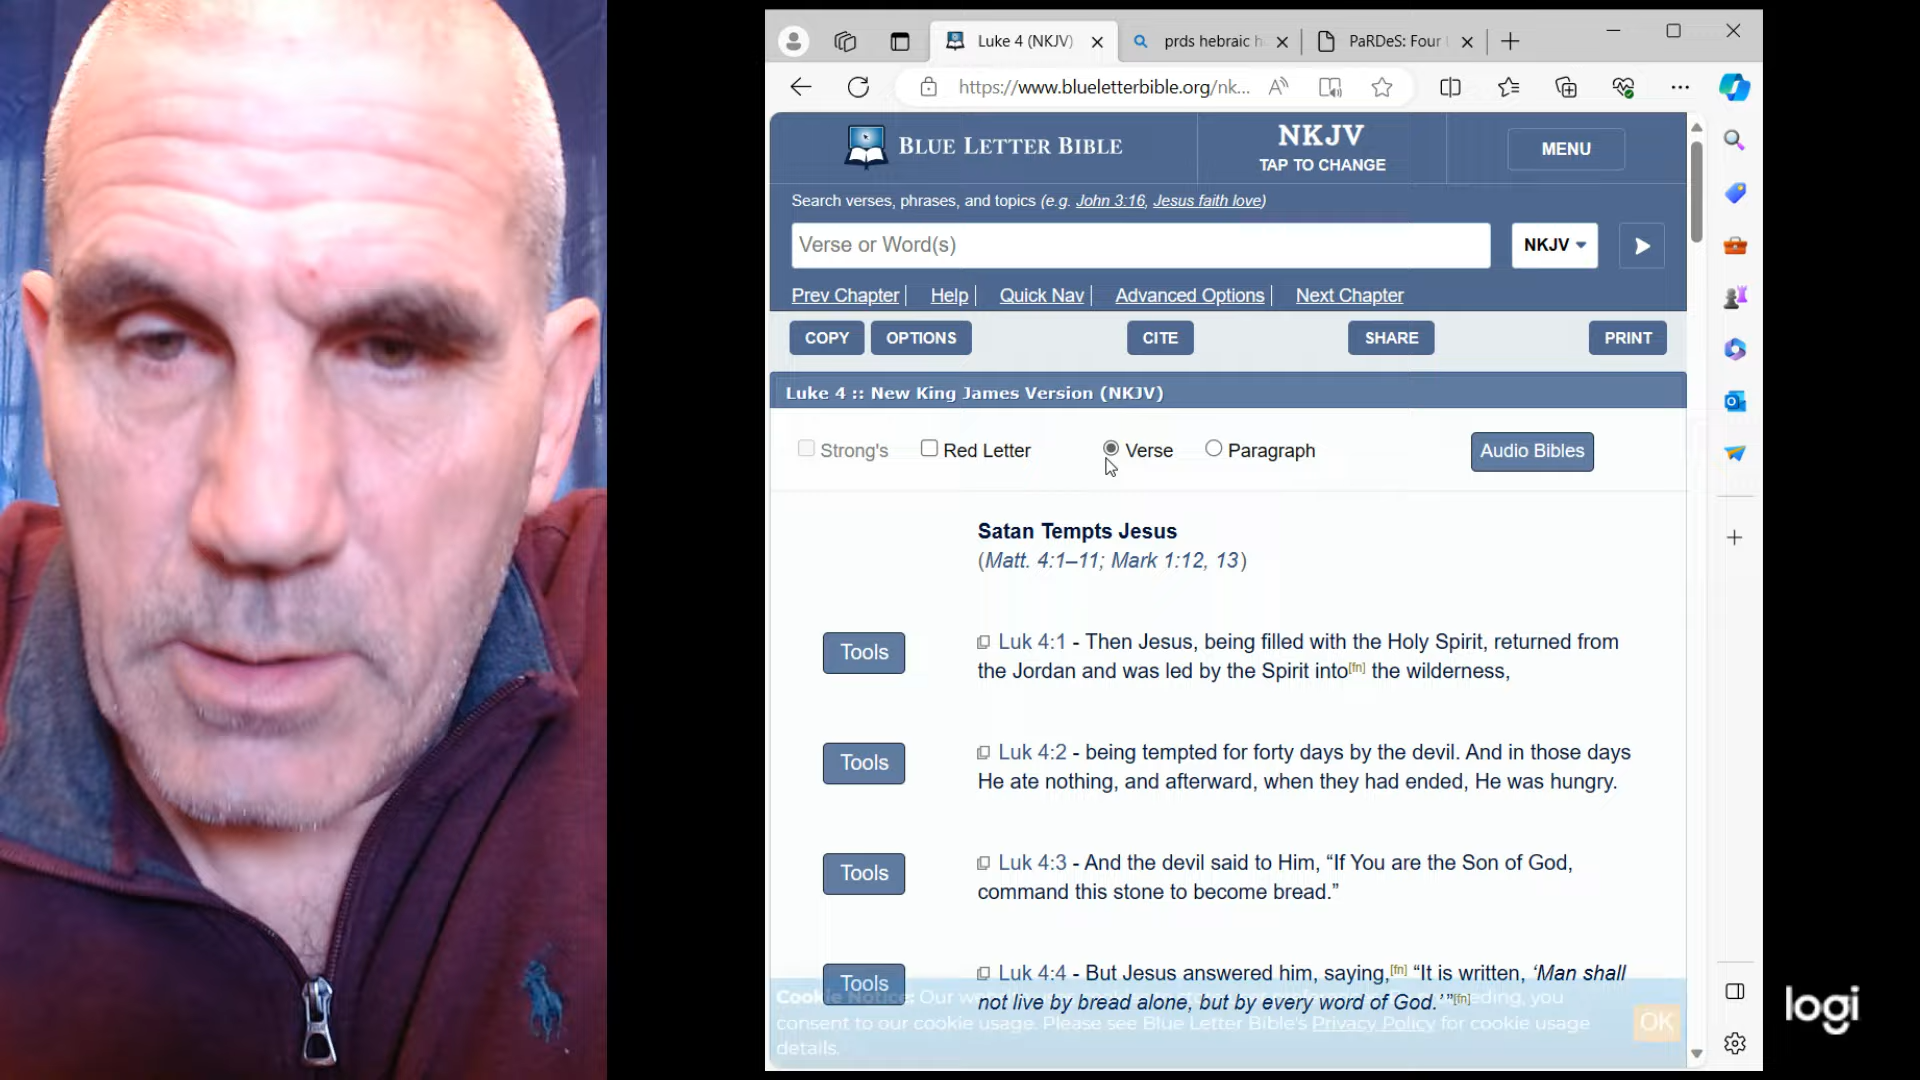 Luke 4 (NKJV)
prds hebraic h
PaRDeS: Four
https://www.blueletterbible.org/nk...
BLUE LETTER BIBLE
NKJV
TAP TO CHANGE
MENU
Search verses, phrases, and topics (e.g. John 3:16, Jesus faith love)
Verse or Word(s)
NKJV
Prev Chapter | Help | Quick Nav | Advanced Options | Next Chapter
COPY OPTIONS CITE SHARE PRINT
Luke 4 :: New King James Version (NKJV)
Strong's Red Letter Verse Paragraph Audio Bibles
Satan Tempts Jesus
(Matt. 4:1–11; Mark 1:12, 13)
Tools
Luk 4:1 - Then Jesus, being filled with the Holy Spirit, returned from
the Jordan and was led by the Spirit into[fn] the wilderness,
Tools
Luk 4:2 - being tempted for forty days by the devil. And in those days
He ate nothing, and afterward, when they had ended, He was hungry.
Tools
Luk 4:3 - And the devil said to Him, “If You are the Son of God,
command this stone to become bread.”
Tools
Luk 4:4 - But Jesus answered him, saying,[fn] “It is written, ‘Man shall
not live by bread alone, but by every word of God.’”[fn]
Cookie Notice: Our we eding, you
consent to our cookie usage. Please see Blue Letter Bible's Privacy Policy for cookie usage
details.
OK
logi